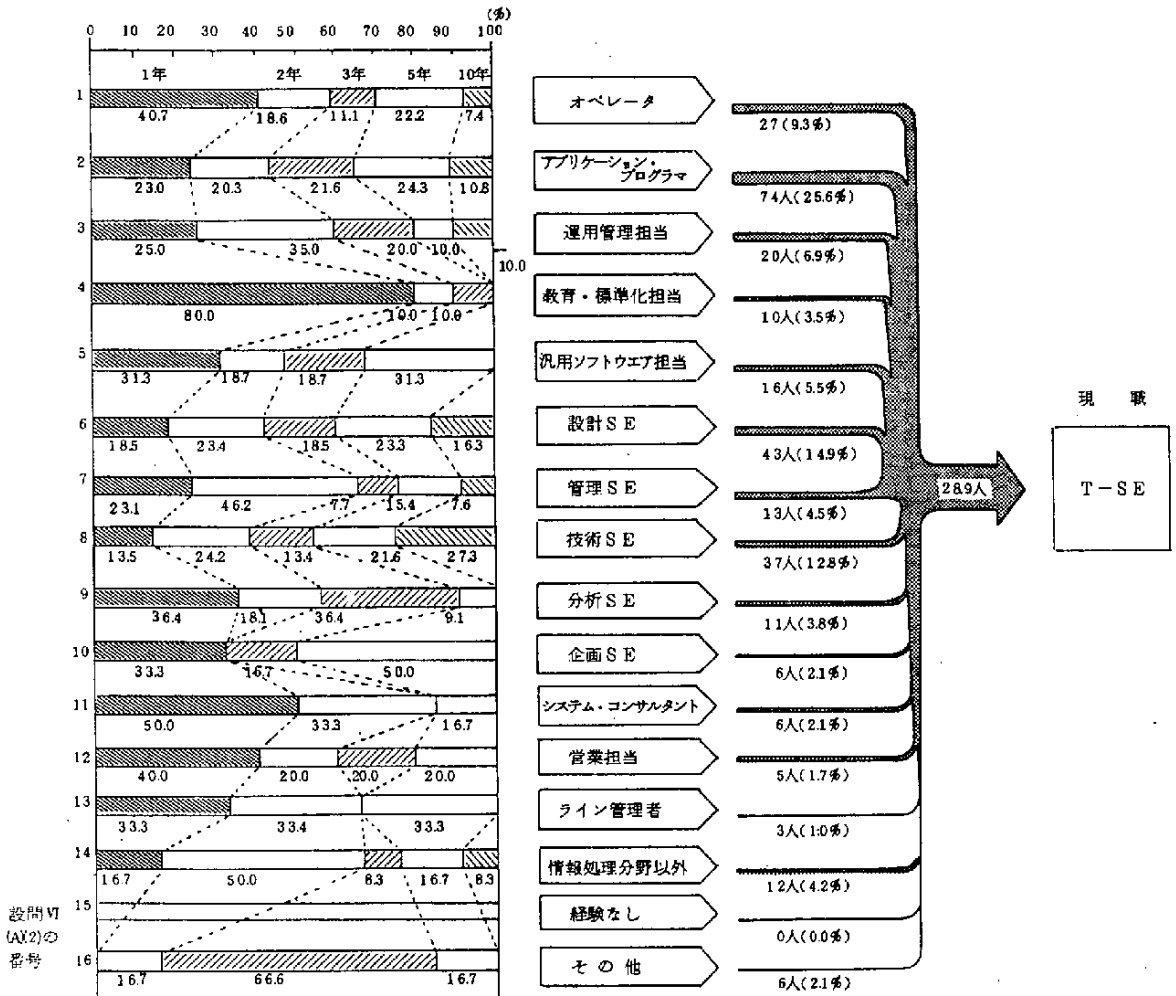 (%)
0 10 20 30 40 50 60 70 80 90 100
1年 2年 3年 5年 10年
1
40.7 18.6 11.1 22.2 7.4
オペレータ
27(9.3%)
2
23.0 20.3 21.6 24.3 10.8
アプリケーション・
プログラマ
74人(25.6%)
3
25.0 35.0 20.0 10.0
10.0
運用管理担当
20人(6.9%)
4
80.0 10.0 10.0
教育・標準化担当
10人(3.5%)
5
31.3 18.7 18.7 31.3
汎用ソフトウエア担当
16人(5.5%)
6
18.5 23.4 18.5 23.3 16.3
設計SE
43人(14.9%)
7
23.1 46.2 7.7 15.4 7.6
管理SE
13人(4.5%)
8
13.5 24.2 13.4 21.6 27.3
技術SE
37人(12.8%)
9
36.4 18.1 36.4 9.1
分析SE
11人(3.8%)
10
33.3 16.7 50.0
企画SE
6人(2.1%)
11
50.0 33.3 16.7
システム・コンサルタント
6人(2.1%)
12
40.0 20.0 20.0 20.0
営業担当
5人(1.7%)
13
33.3 33.4 33.3
ライン管理者
3人(1.0%)
14
16.7 50.0 8.3 16.7 8.3
情報処理分野以外
12人(4.2%)
15
経験なし
0人(0.0%)
16
16.7 66.6 16.7
その他
6人(2.1%)
設問Ⅵ
(A)(2)の
番号
28.9人
現職
T-SE